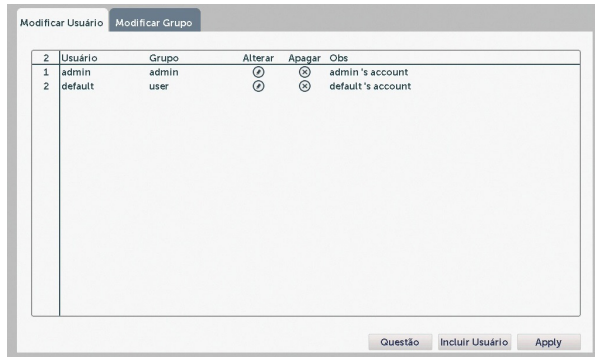 Modificar Usuário Modificar Grupo
2 Usuário Grupo Alterar Apagar Obs
1 admin admin admin 's account
2 default user default 's account
Questão Incluir Usuário Apply